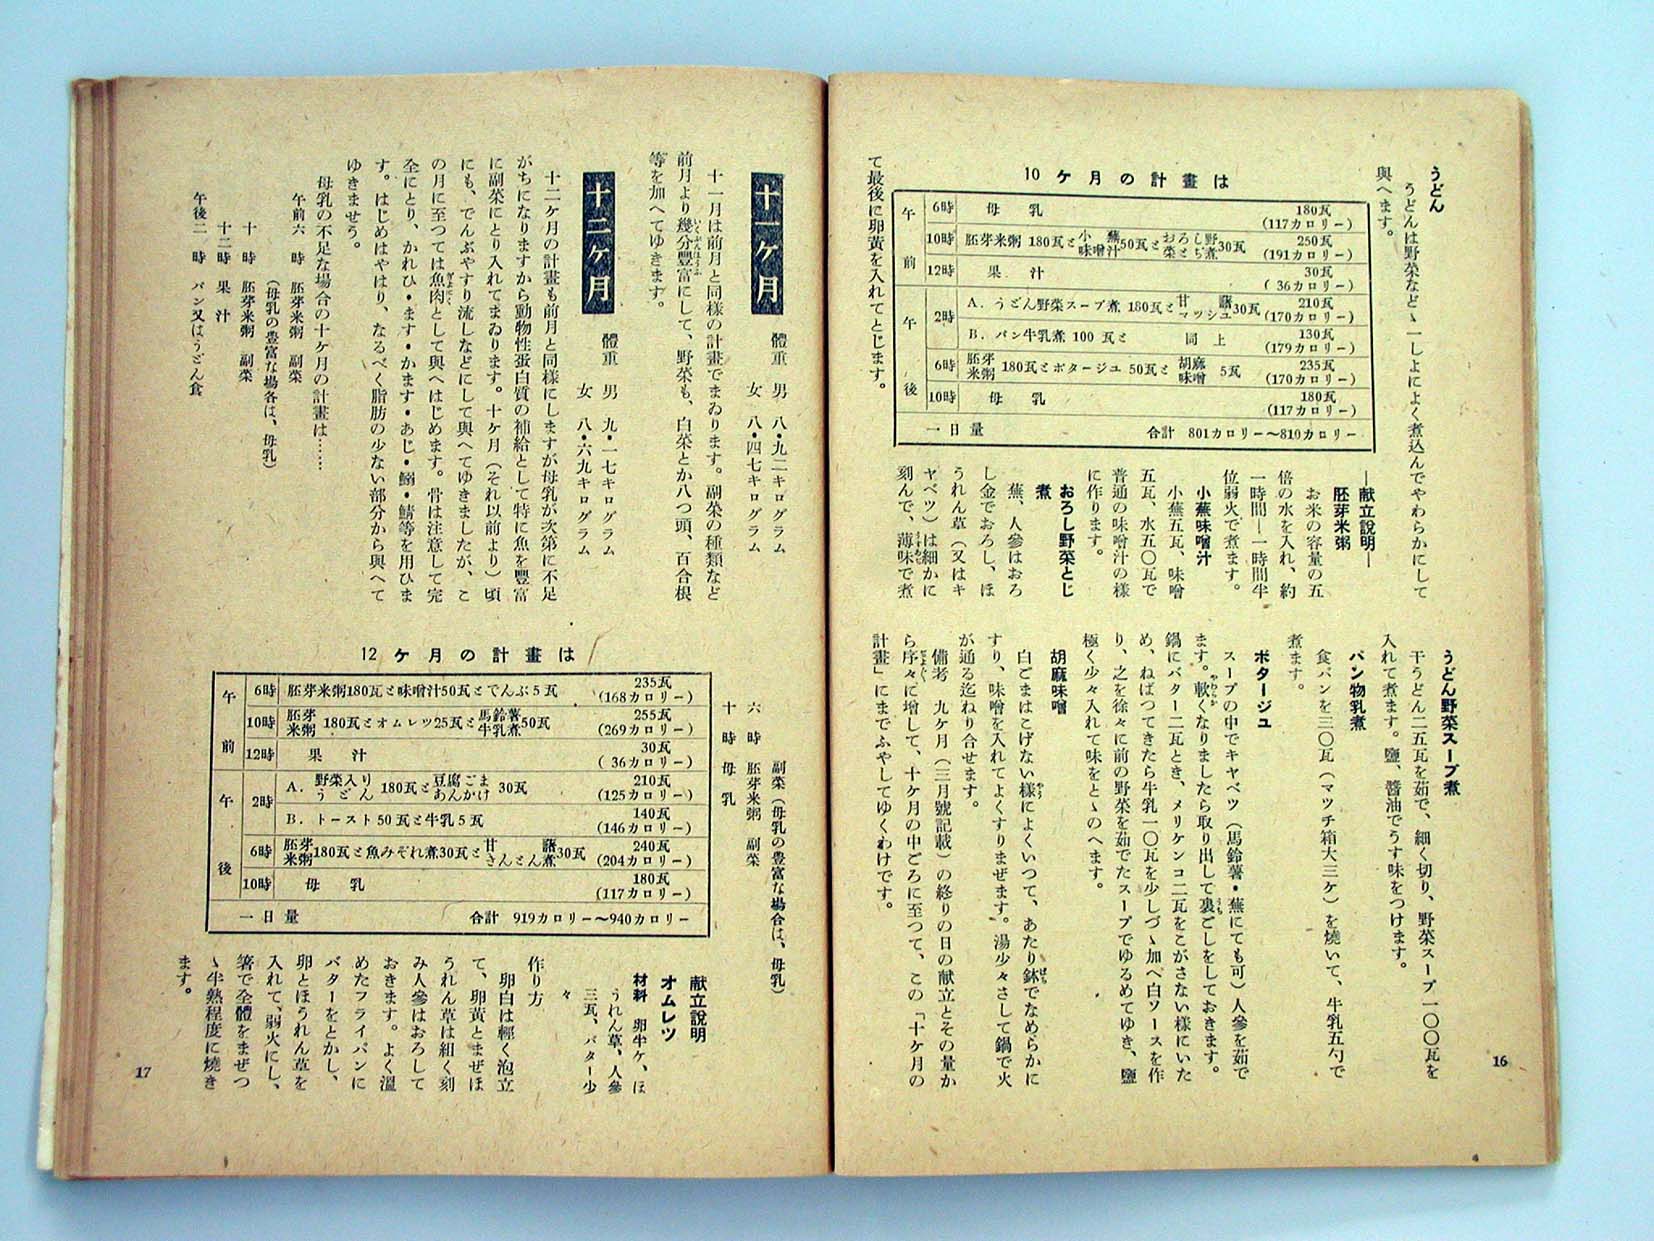 うどん
うどんは野菜など、一しよによく煮込んでやわらかにして
與へます。
10ケ月の計畫は
午前
6時 母乳 180瓦 (117カロリー)
10時 胚芽米粥 180瓦と小蕪味噌汁50瓦とおろし野菜とぢ煮30瓦 250瓦 (191カロリー)
12時 果汁 30瓦 (36カロリー)
午後
2時 A. うどん野菜スープ煮 180瓦と甘藷マッシユ30瓦 210瓦 (170カロリー)
B. パン牛乳煮 100瓦と 同上 130瓦 (179カロリー)
6時 胚芽米粥 180瓦とポタージユ 50瓦と胡麻味噌 5瓦 235瓦 (170カロリー)
10時 母乳 180瓦 (117カロリー)
一日量 合計 801カロリー〜810カロリー
て最後に卵黄を入れてとじます。
―献立說明―
胚芽米粥
お米の容量の五
倍の水を入れ、約
一時間―一時間半
位弱火で煮ます。
小蕪味噌汁
小蕪五瓦、味噌
五瓦、水五〇瓦で
普通の味噌汁の樣
に作ります。
おろし野菜とじ
煮
蕪、人參はおろ
し金でおろし、ほ
うれん草(又はキ
ヤベツ)は細かに
刻んで、薄味で煮
うどん野菜スープ煮
干うどん二五瓦を茹で、細く切り、野菜スープ一〇〇瓦を
入れて煮ます。鹽、醬油でうす味をつけます。
パン物乳煮
食パンを三〇瓦(マツチ箱大三ケ)を燒いて、牛乳五勺で
煮ます。
ポタージユ
スープの中でキヤベツ(馬鈴薯・蕪にても可)人參を茹で
ます。軟くなりましたら取り出して裏ごしをしておきます。
鍋にバター二瓦とき、メリケンコ二瓦をこがさない樣にいた
め、ねばつてきたら牛乳一〇瓦を少しづゝ加へ白ソースを作
り、之を徐々に前の野菜を茹でたスープでゆるめてゆき、鹽
極く少々入れて味をとゝのへます。
胡麻味噌
白ごまはこげない樣によくいつて、あたり鉢でなめらかに
すり、味噌を入れてよくすりまぜます。湯少々さして鍋で火
が通る迄ねり合せます。
備考 九ケ月(三月號記載)の終りの日の献立とその量か
ら序々に增して、十ケ月の中ごろに至つて、この「十ケ月の
計畫」にまでふやしてゆくわけです。
16
十一ケ月
體重 男 八・九二キログラム
女 八・四七キログラム
十一月は前月と同樣の計畫でまゐります。副菜の種類など
前月より幾分豐富にして、野菜も、白菜とか八つ頭、百合根
等を加へてゆきます。
十二ケ月
體重 男 九・一七キログラム
女 八・六九キログラム
十二ケ月の計畫も前月と同樣にしますが母乳が次第に不足
がちになりますから動物性蛋白質の補給として特に魚を豐富
に副菜にとり入れてまゐります。十ケ月(それ以前より)頃
にも、でんぶやすり流しなどにして與へてゆきましたが、こ
の月に至つては魚肉として與へはじめます。骨は注意して完
全にとり、かれひ・ます・かます・あじ・鰯・鯖等を用ひま
す。はじめはやはり、なるべく脂肪の少ない部分から與へて
ゆきませう。
母乳の不足な場合の十ケ月の計畫は……
午前六時 胚芽米粥 副菜
(母乳の豐富な場各は、母乳)
十時 胚芽米粥 副菜
十二時 果汁
午後二時 パン又はうどん食
副菜(母乳の豐富な場合は、母乳)
六時 胚芽米粥 副菜
十時 母乳
12ケ月の計畫は
午前
6時 胚芽米粥180瓦と味噌汁50瓦とでんぶ5瓦 235瓦 (168カロリー)
10時 胚芽米粥 180瓦とオムレツ25瓦と馬鈴薯牛乳煮50瓦 255瓦 (269カロリー)
12時 果汁 30瓦 (36カロリー)
午後
2時 A. 野菜入りうどん 180瓦と豆腐ごまあんかけ 30瓦 210瓦 (125カロリー)
B. トースト50瓦と牛乳5瓦 140瓦 (146カロリー)
6時 胚芽米粥180瓦と魚みぞれ煮30瓦と甘藷きんとん煮30瓦 240瓦 (204カロリー)
10時 母乳 180瓦 (117カロリー)
一日量 合計 919カロリー〜940カロリー
献立說明
オムレツ
材料 卵半ケ、ほ
うれん草、人參
三瓦、バター少
々
作り方
卵白は輕く泡立
て、卵黄とまぜほ
うれん草は細く刻
み人參はおろして
おきます。よく溫
めたフライパンに
バターをとかし、
卵とほうれん草を
入れて、弱火にし、
箸で全體をまぜつ
ゝ半熟程度に燒き
ます。
17